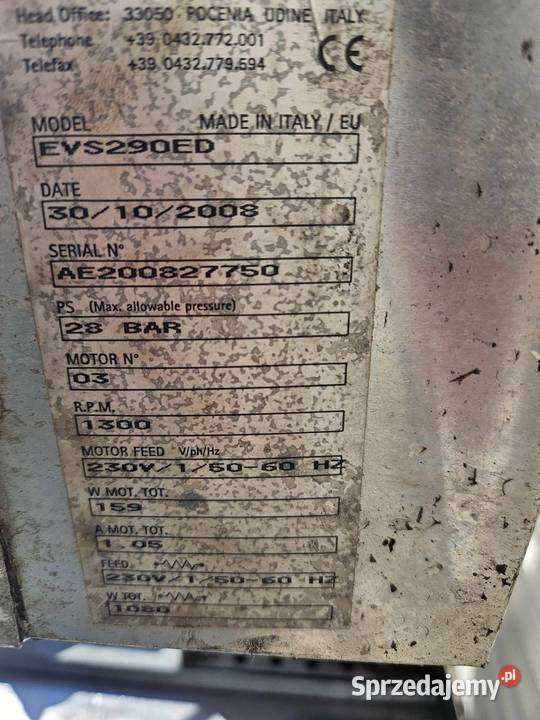 Head Office: 33050 POCENIA UDINE ITALY
Telephone +39 0432.772.001
Telefax +39 0432.779.594
CE
MODEL MADE IN ITALY / EU
EVS290ED
DATE
30/10/2008
SERIAL N°
AE200827750
PS (Max. allowable pressure)
28 BAR
MOTOR N°
03
R.P.M.
1300
MOTOR FEED V/ph/Hz
230V/1/50-60 HZ
W MOT. TOT.
159
A MOT. TOT.
1.05
FEED
230V/1/50-60 HZ
W TOT.
1080
Sprzedajemy.pl